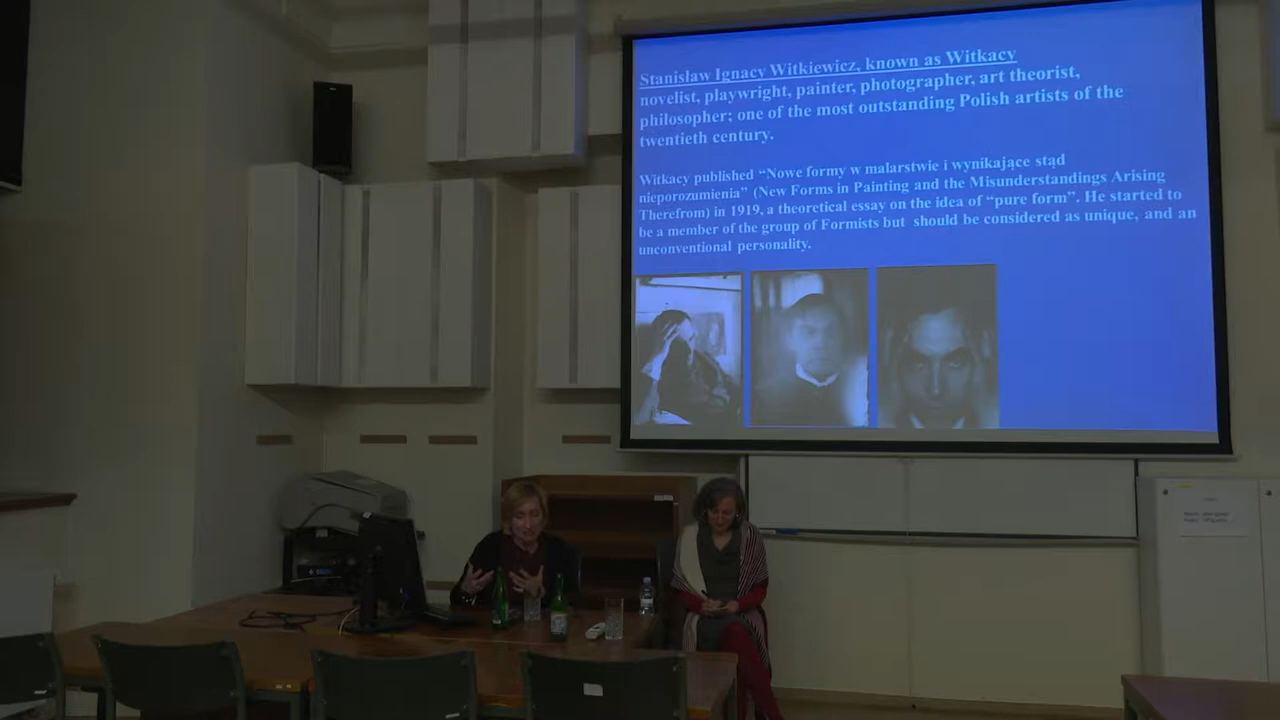 Stanisław Ignacy Witkiewicz, known as Witkacy
novelist, playwright, painter, photographer, art theorist,
philosopher; one of the most outstanding Polish artists of the
twentieth century.
Witkacy published “Nowe formy w malarstwie i wynikające stąd
nieporozumienia” (New Forms in Painting and the Misunderstandings Arising
Therefrom) in 1919, a theoretical essay on the idea of “pure form”. He started to
be a member of the group of Formists but should be considered as unique, and an
unconventional personality.